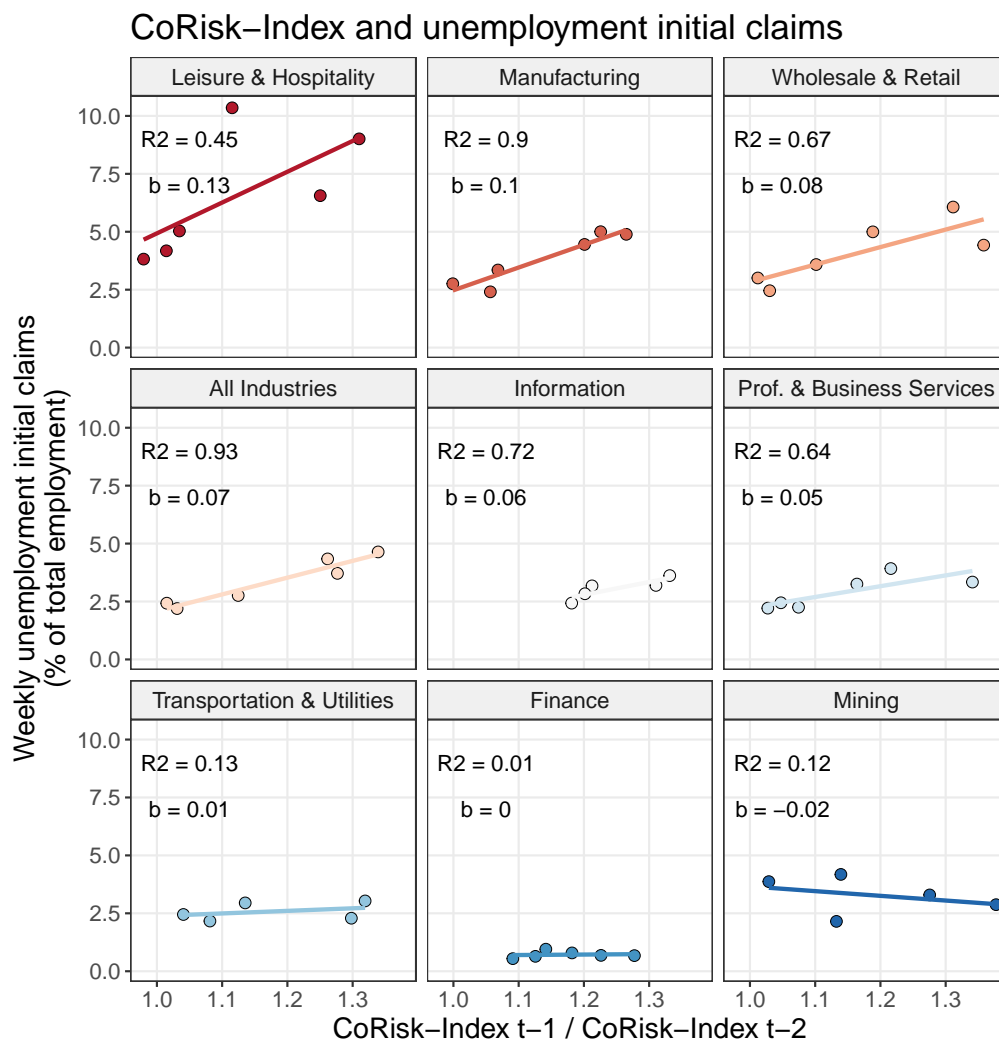 CoRisk−Index and unemployment initial claims
Leisure & Hospitality
Manufacturing
Wholesale & Retail
10.0
7.5
5.0
2.5
0.0
R2 = 0.45
b = 0.13
R2 = 0.9
b = 0.1
R2 = 0.67
b = 0.08
All Industries
Information
Prof. & Business Services
10.0
7.5
5.0
2.5
0.0
R2 = 0.93
b = 0.07
R2 = 0.72
b = 0.06
R2 = 0.64
b = 0.05
Transportation & Utilities
Finance
Mining
10.0
7.5
5.0
2.5
0.0
R2 = 0.13
b = 0.01
R2 = 0.01
b = 0
R2 = 0.12
b = −0.02
1.0 1.1 1.2 1.3
1.0 1.1 1.2 1.3
1.0 1.1 1.2 1.3
CoRisk−Index t−1 / CoRisk−Index t−2
Weekly unemployment initial claims
(% of total employment)